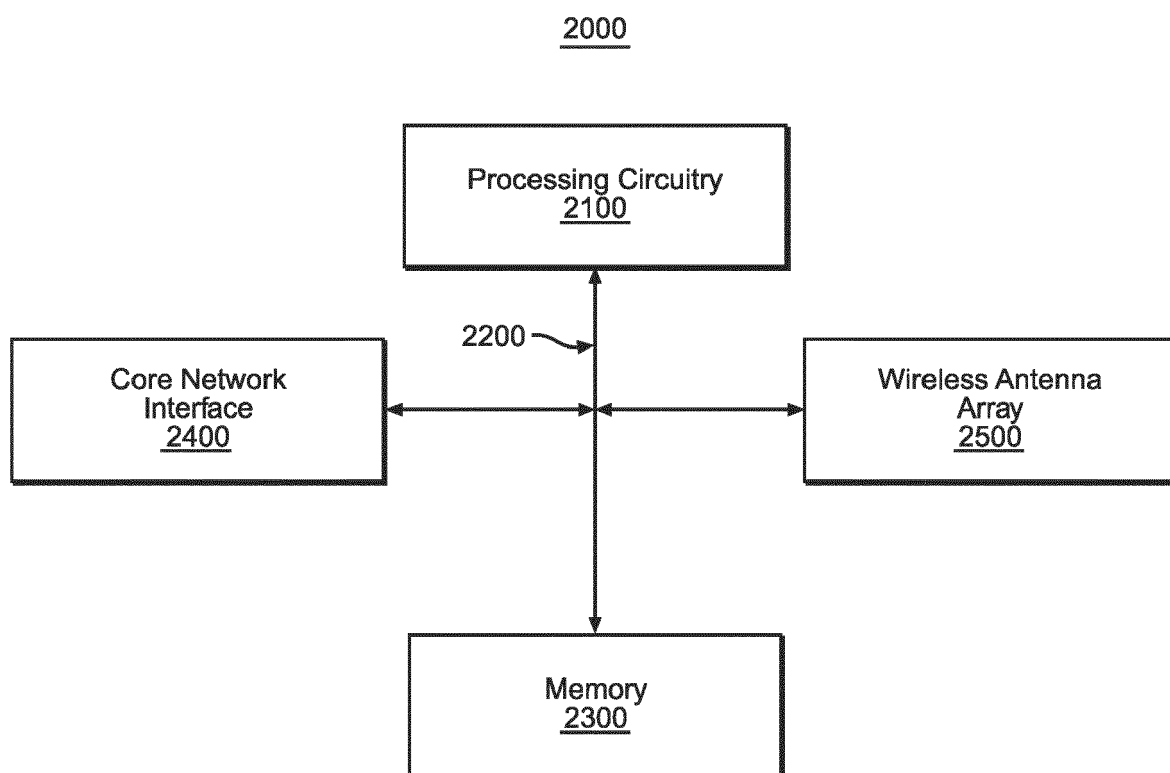 2000
Processing Circuitry
2100
2200
Core Network
Interface
2400
Wireless Antenna
Array
2500
Memory
2300